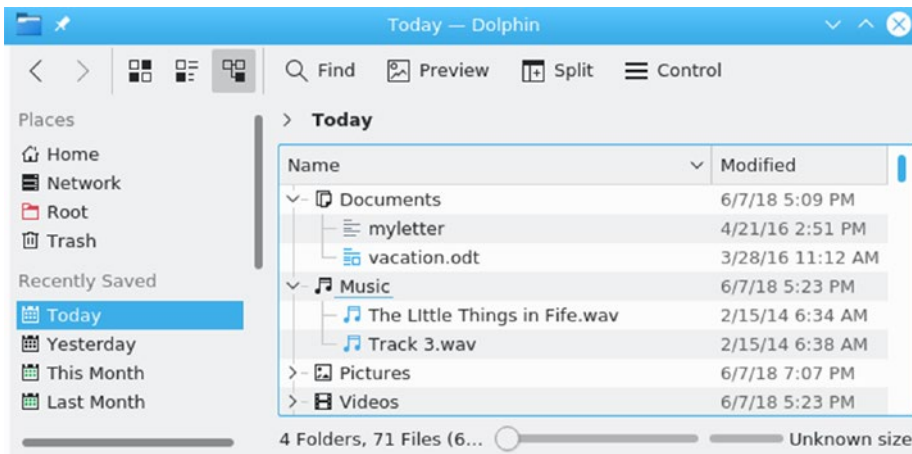 Today — Dolphin
Find Preview Split Control
Places
Home
Network
Root
Trash
Recently Saved
Today
Yesterday
This Month
Last Month
Today
Name Modified
Documents 6/7/18 5:09 PM
myletter 4/21/16 2:51 PM
vacation.odt 3/28/16 11:12 AM
Music 6/7/18 5:23 PM
The LIttle Things in Fife.wav 2/15/14 6:34 AM
Track 3.wav 2/15/14 6:38 AM
Pictures 6/7/18 7:07 PM
Videos 6/7/18 5:23 PM
4 Folders, 71 Files (6... Unknown size